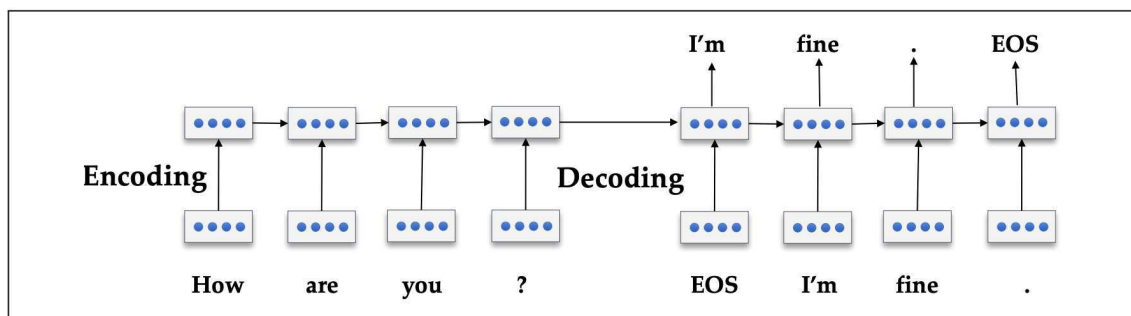 I'm fine . EOS
Encoding Decoding
How are you ? EOS I'm fine .